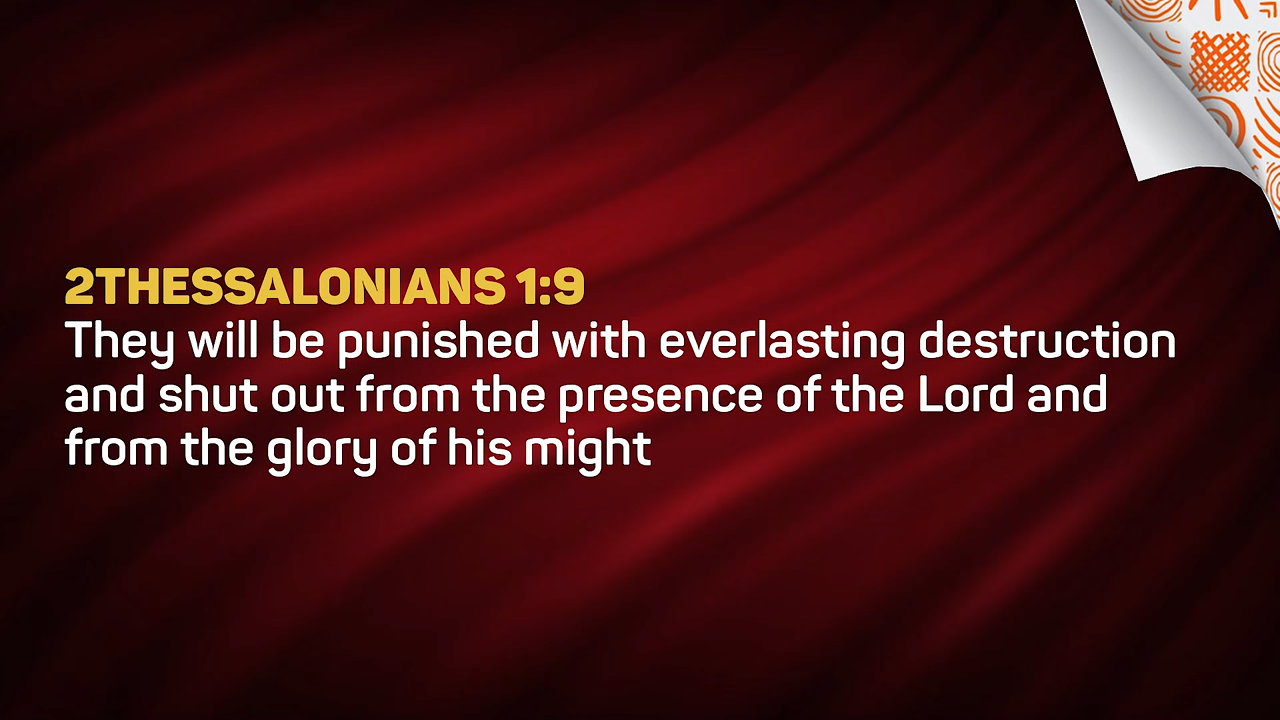 2THESSALONIANS 1:9
They will be punished with everlasting destruction
and shut out from the presence of the Lord and
from the glory of his might